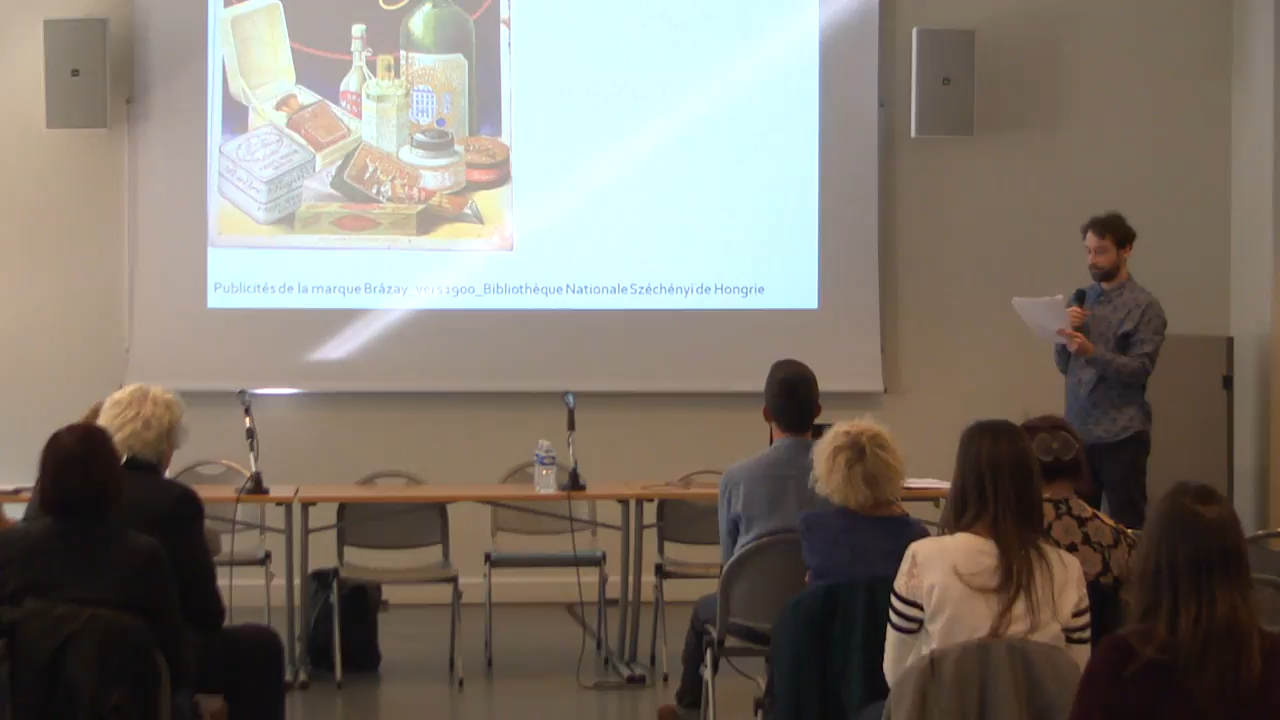 Publicités de la marque Brázay_vers 1900_Bibliothèque Nationale Széchényi de Hongrie